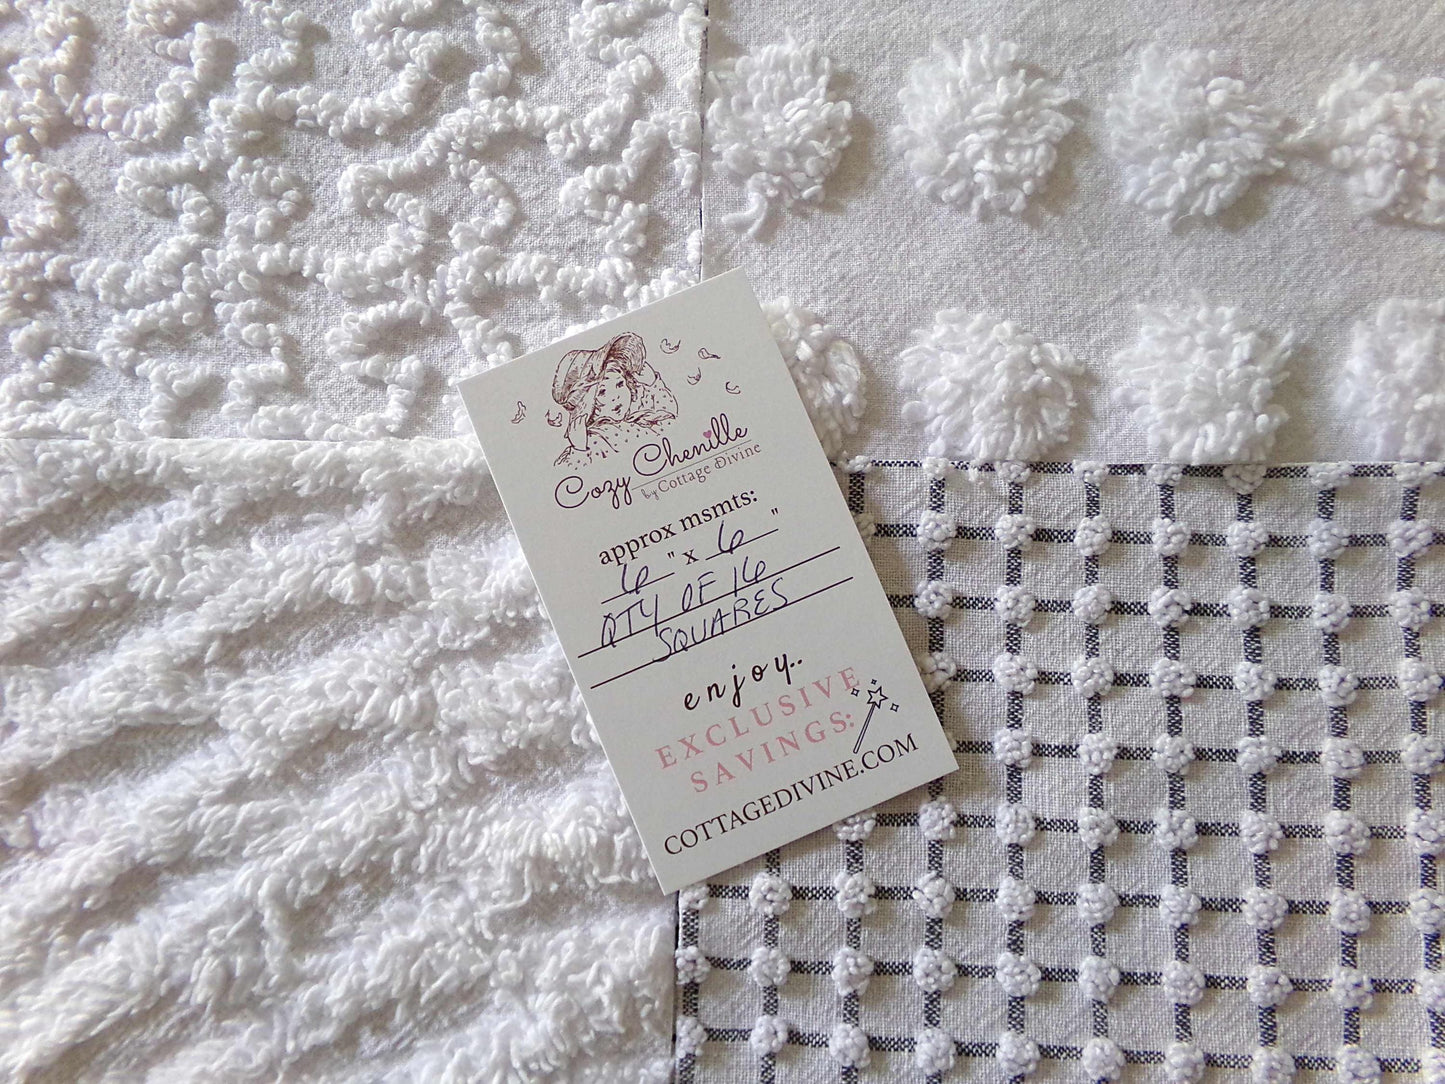 Cozy Chenille
by Cottage Divine
approx msmts:
6 " x 6 "
QTY OF 16
SQUARES
enjoy..
EXCLUSIVE
SAVINGS:
COTTAGEDIVINE.COM